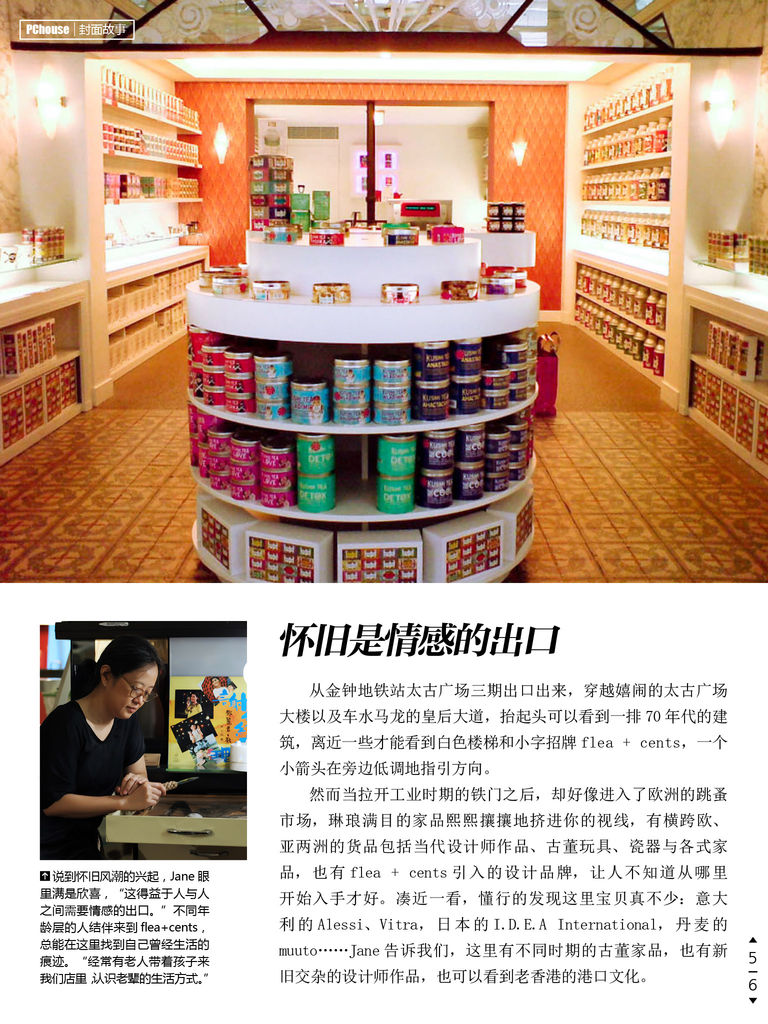 PChouse | 封面故事
KUSMI TEA
ANASTASIA
KUSMI TEA
DETOX
KUSMI TEA
LOVE
怀旧是情感的出口
从金钟地铁站太古广场三期出口出来，穿越嬉闹的太古广场
大楼以及车水马龙的皇后大道，抬起头可以看到一排 70 年代的建
筑，离近一些才能看到白色楼梯和小字招牌 flea + cents，一个
小箭头在旁边低调地指引方向。
然而当拉开工业时期的铁门之后，却好像进入了欧洲的跳蚤
市场，琳琅满目的家品熙熙攘攘地挤进你的视线，有横跨欧、
亚两洲的货品包括当代设计师作品、古董玩具、瓷器与各式家
品，也有 flea + cents 引入的设计品牌，让人不知道从哪里
开始入手才好。凑近一看，懂行的发现这里宝贝真不少：意大
利的 Alessi、Vitra，日本的 I.D.E.A International，丹麦的
muuto……Jane 告诉我们，这里有不同时期的古董家品，也有新
旧交杂的设计师作品，也可以看到老香港的港口文化。
说到怀旧风潮的兴起，Jane 眼
里满是欣喜，“这得益于人与人
之间需要情感的出口。”不同年
龄层的人结伴来到 flea+cents，
总能在这里找到自己曾经生活的
痕迹。“经常有老人带着孩子来
我们店里，认识老辈的生活方式。”
5
6